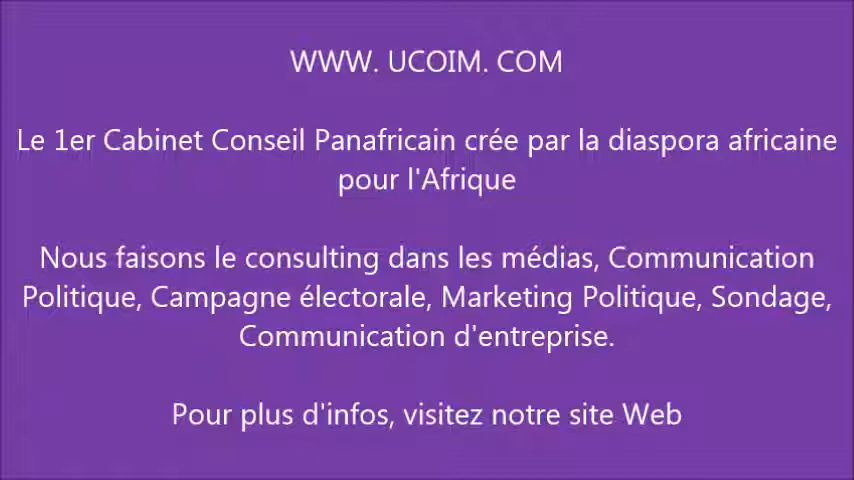 WWW. UCOIM. COM
Le 1er Cabinet Conseil Panafricain crée par la diaspora africaine
pour l'Afrique
Nous faisons le consulting dans les médias, Communication
Politique, Campagne électorale, Marketing Politique, Sondage,
Communication d'entreprise.
Pour plus d'infos, visitez notre site Web